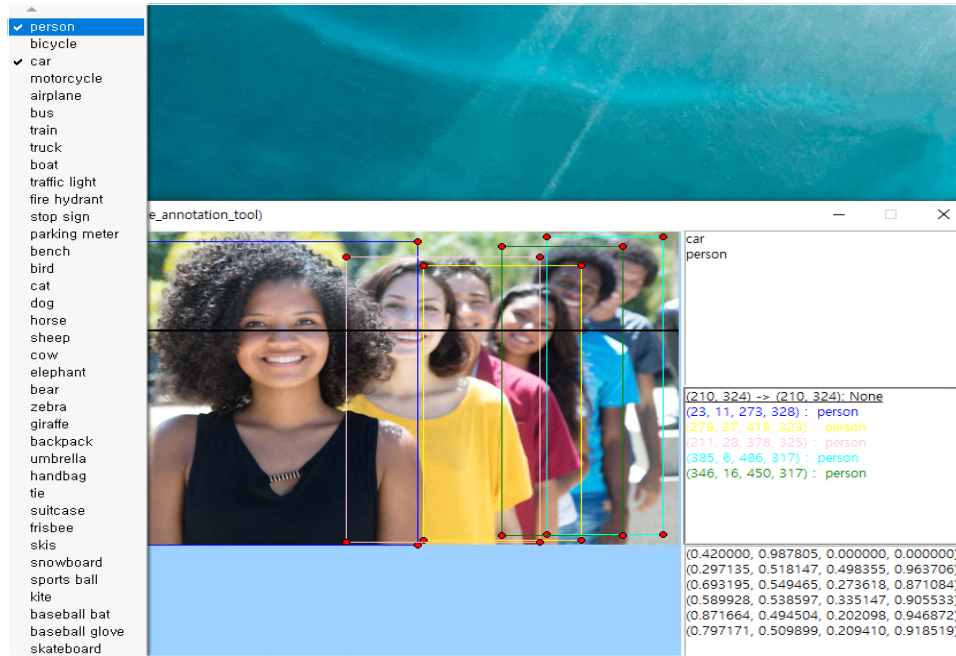 person
bicycle
car
motorcycle
airplane
bus
train
truck
boat
traffic light
fire hydrant
stop sign
parking meter
bench
bird
cat
dog
horse
sheep
cow
elephant
bear
zebra
giraffe
backpack
umbrella
handbag
tie
suitcase
frisbee
skis
snowboard
sports ball
kite
baseball bat
baseball glove
skateboard
e_annotation_tool)
car
person
(210, 324) -> (210, 324): None
(23, 11, 273, 328) : person
(278, 37, 415, 323) : person
(211, 28, 378, 325) : person
(385, 6, 486, 317) : person
(346, 16, 450, 317) : person
(0.420000, 0.987805, 0.000000, 0.000000)
(0.297135, 0.518147, 0.498355, 0.963706)
(0.693195, 0.549465, 0.273618, 0.871084)
(0.589928, 0.538597, 0.335147, 0.905533)
(0.871664, 0.494504, 0.202098, 0.946872)
(0.797171, 0.509899, 0.209410, 0.918519)